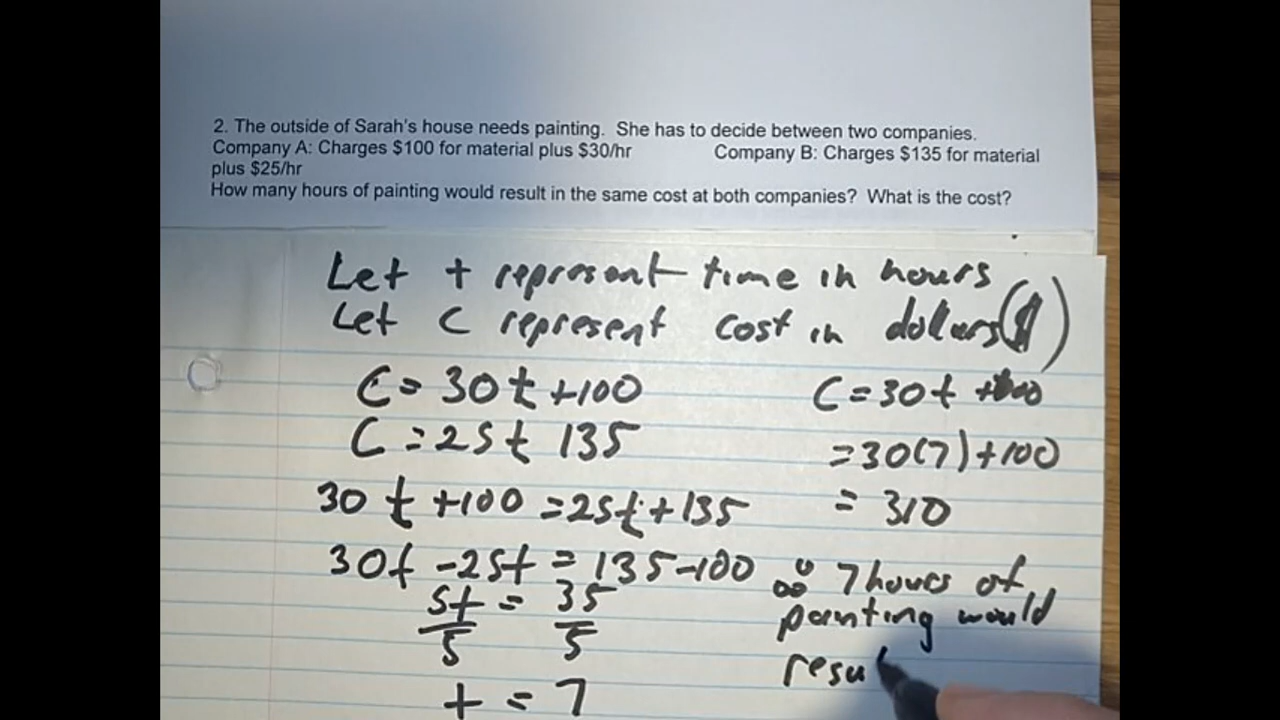 2. The outside of Sarah's house needs painting. She has to decide between two companies.
Company A: Charges $100 for material plus $30/hr Company B: Charges $135 for material
plus $25/hr
How many hours of painting would result in the same cost at both companies? What is the cost?
Let t represent time in hours
Let C represent cost in dollars($)
C = 30t +100
C = 25t 135
30t +100 = 25t + 135
30t - 25t = 135-100
5t = 35
5 5
t = 7
C = 30t +100
= 30(7) + 100
= 310
∴ 7 hours of
painting would
resu